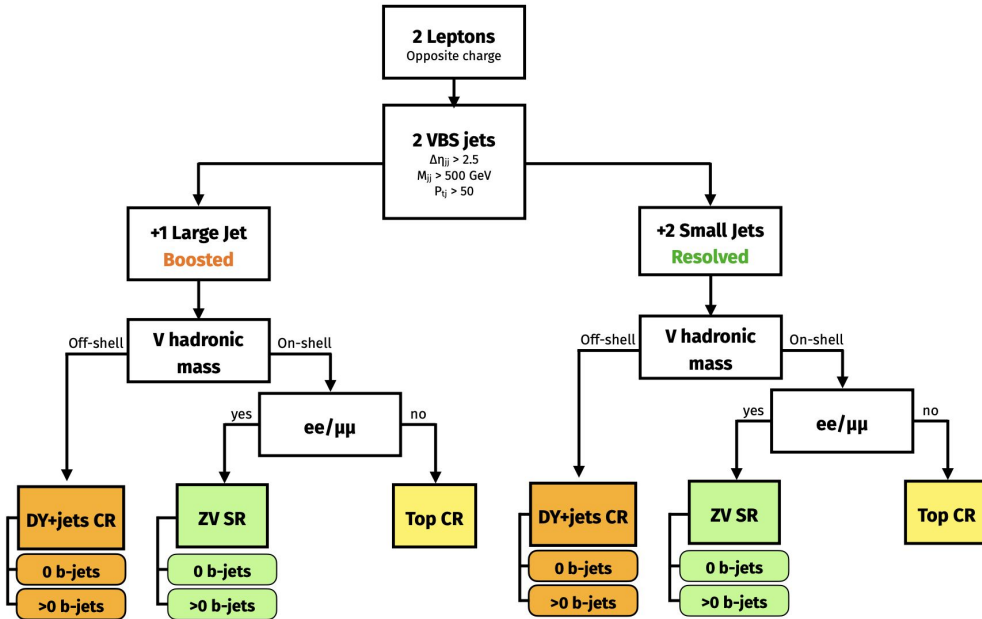 2 Leptons
Opposite charge
2 VBS jets
Δηjj > 2.5
Mjj > 500 GeV
Ptj > 50
+1 Large Jet
Boosted
+2 Small Jets
Resolved
Off-shell
V hadronic
mass
On-shell
Off-shell
V hadronic
mass
On-shell
yes
ee/μμ
no
yes
ee/μμ
no
DY+jets CR
ZV SR
Top CR
DY+jets CR
ZV SR
Top CR
0 b-jets
0 b-jets
0 b-jets
0 b-jets
>0 b-jets
>0 b-jets
>0 b-jets
>0 b-jets